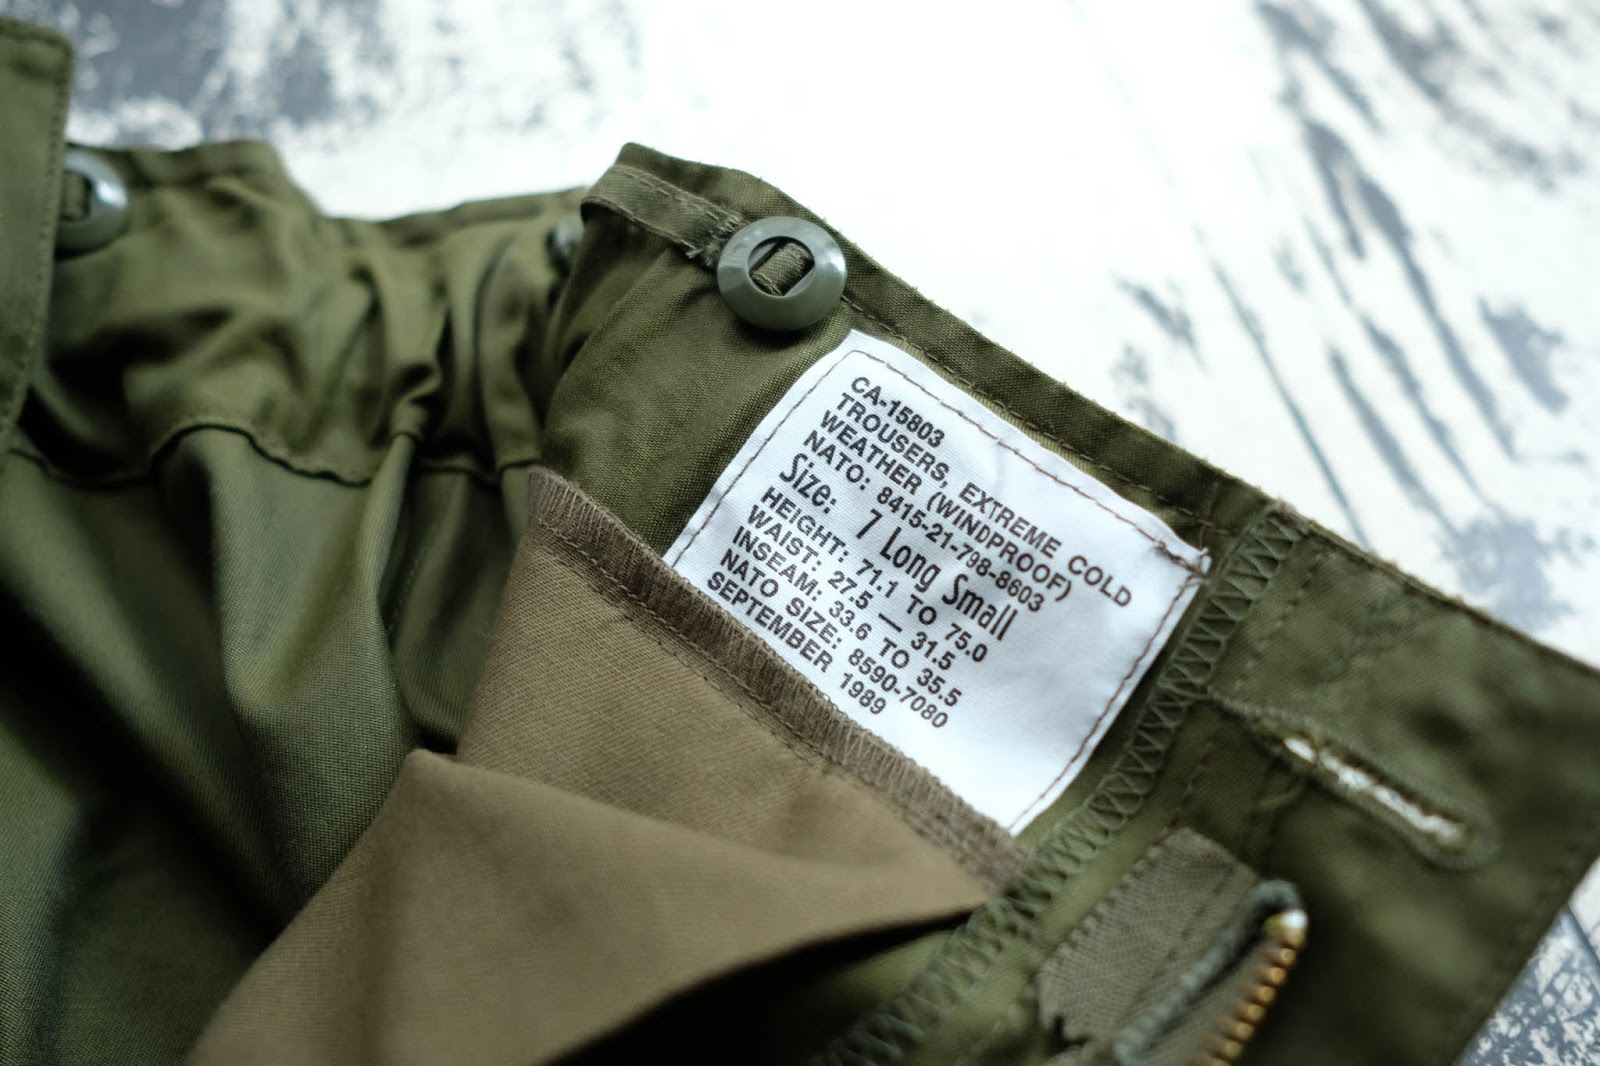 CA-15803
TROUSERS, EXTREME COLD
WEATHER (WINDPROOF)
NATO: 8415-21-798-8603
Size: 7 Long Small
HEIGHT: 71.1 TO 75.0
WAIST: 27.5 — 31.5
INSEAM: 33.6 TO 35.5
NATO SIZE: 8590-7080
SEPTEMBER 1989